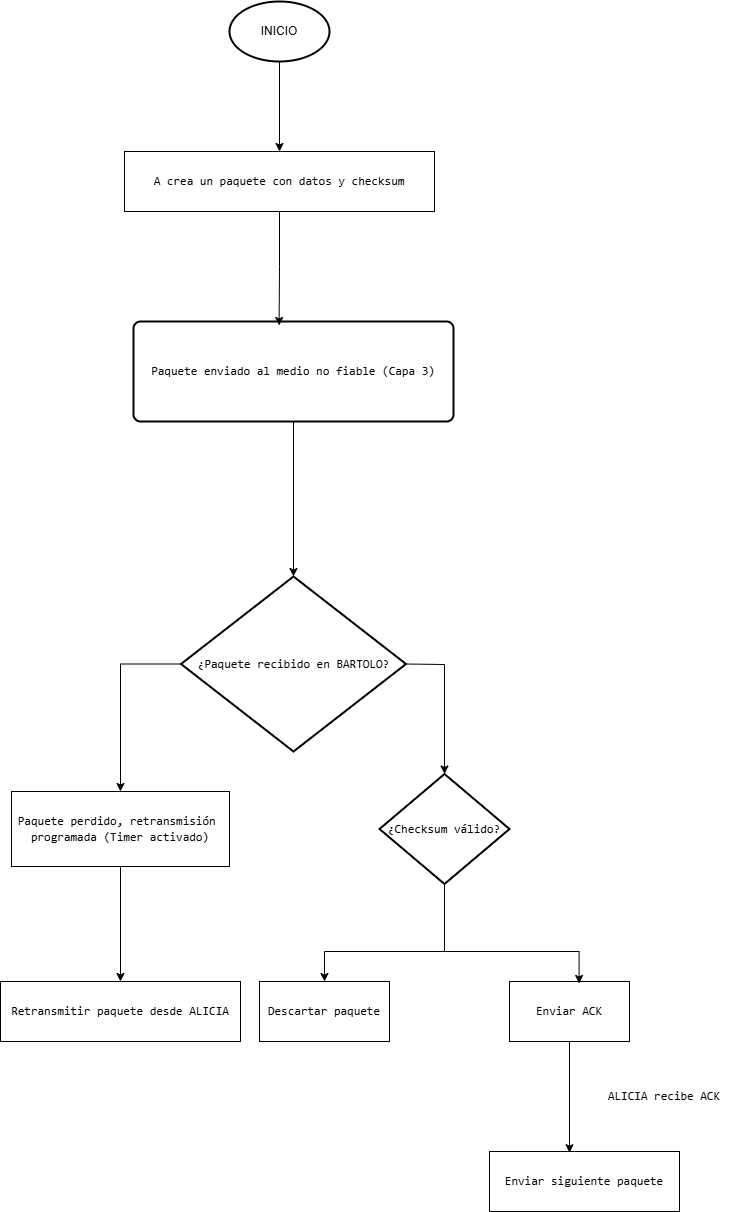 INICIO
A crea un paquete con datos y checksum
Paquete enviado al medio no fiable (Capa 3)
¿Paquete recibido en BARTOLO?
Paquete perdido, retransmisión
programada (Timer activado)
¿Checksum válido?
Retransmitir paquete desde ALICIA
Descartar paquete
Enviar ACK
ALICIA recibe ACK
Enviar siguiente paquete